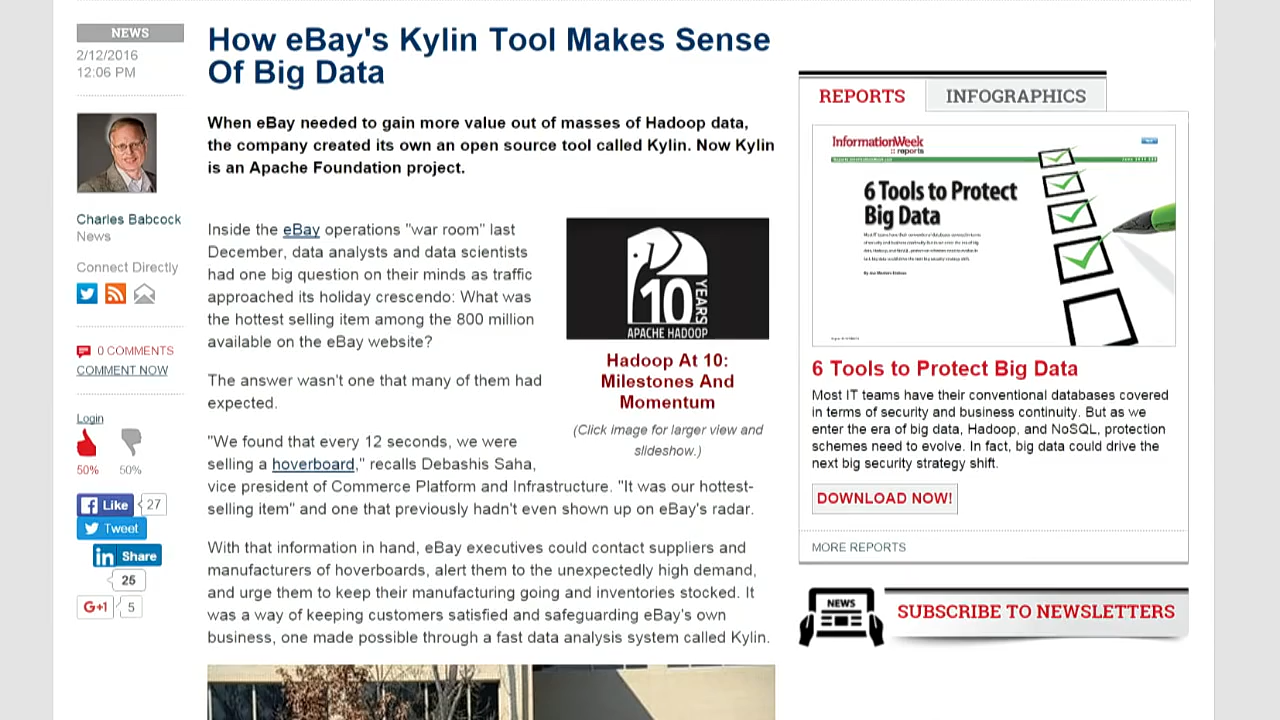 NEWS
2/12/2016
12:06 PM
Charles Babcock
News
Connect Directly
0 COMMENTS
COMMENT NOW
Login
50% 50%
Like 27
Tweet
in Share
25
G+1 5
How eBay's Kylin Tool Makes Sense
Of Big Data
When eBay needed to gain more value out of masses of Hadoop data,
the company created its own an open source tool called Kylin. Now Kylin
is an Apache Foundation project.
Inside the eBay operations "war room" last
December, data analysts and data scientists
had one big question on their minds as traffic
approached its holiday crescendo: What was
the hottest selling item among the 800 million
available on the eBay website?
The answer wasn't one that many of them had
expected.
"We found that every 12 seconds, we were
selling a hoverboard," recalls Debashis Saha,
vice president of Commerce Platform and Infrastructure. "It was our hottest-
selling item" and one that previously hadn't even shown up on eBay's radar.
With that information in hand, eBay executives could contact suppliers and
manufacturers of hoverboards, alert them to the unexpectedly high demand,
and urge them to keep their manufacturing going and inventories stocked. It
was a way of keeping customers satisfied and safeguarding eBay's own
business, one made possible through a fast data analysis system called Kylin.
10
YEARS
APACHE HADOOP
Hadoop At 10:
Milestones And
Momentum
(Click image for larger view and
slideshow.)
REPORTS INFOGRAPHICS
InformationWeek
:: reports
6 Tools to Protect
Big Data
6 Tools to Protect Big Data
Most IT teams have their conventional databases covered
in terms of security and business continuity. But as we
enter the era of big data, Hadoop, and NoSQL, protection
schemes need to evolve. In fact, big data could drive the
next big security strategy shift.
DOWNLOAD NOW!
MORE REPORTS
NEWS
SUBSCRIBE TO NEWSLETTERS